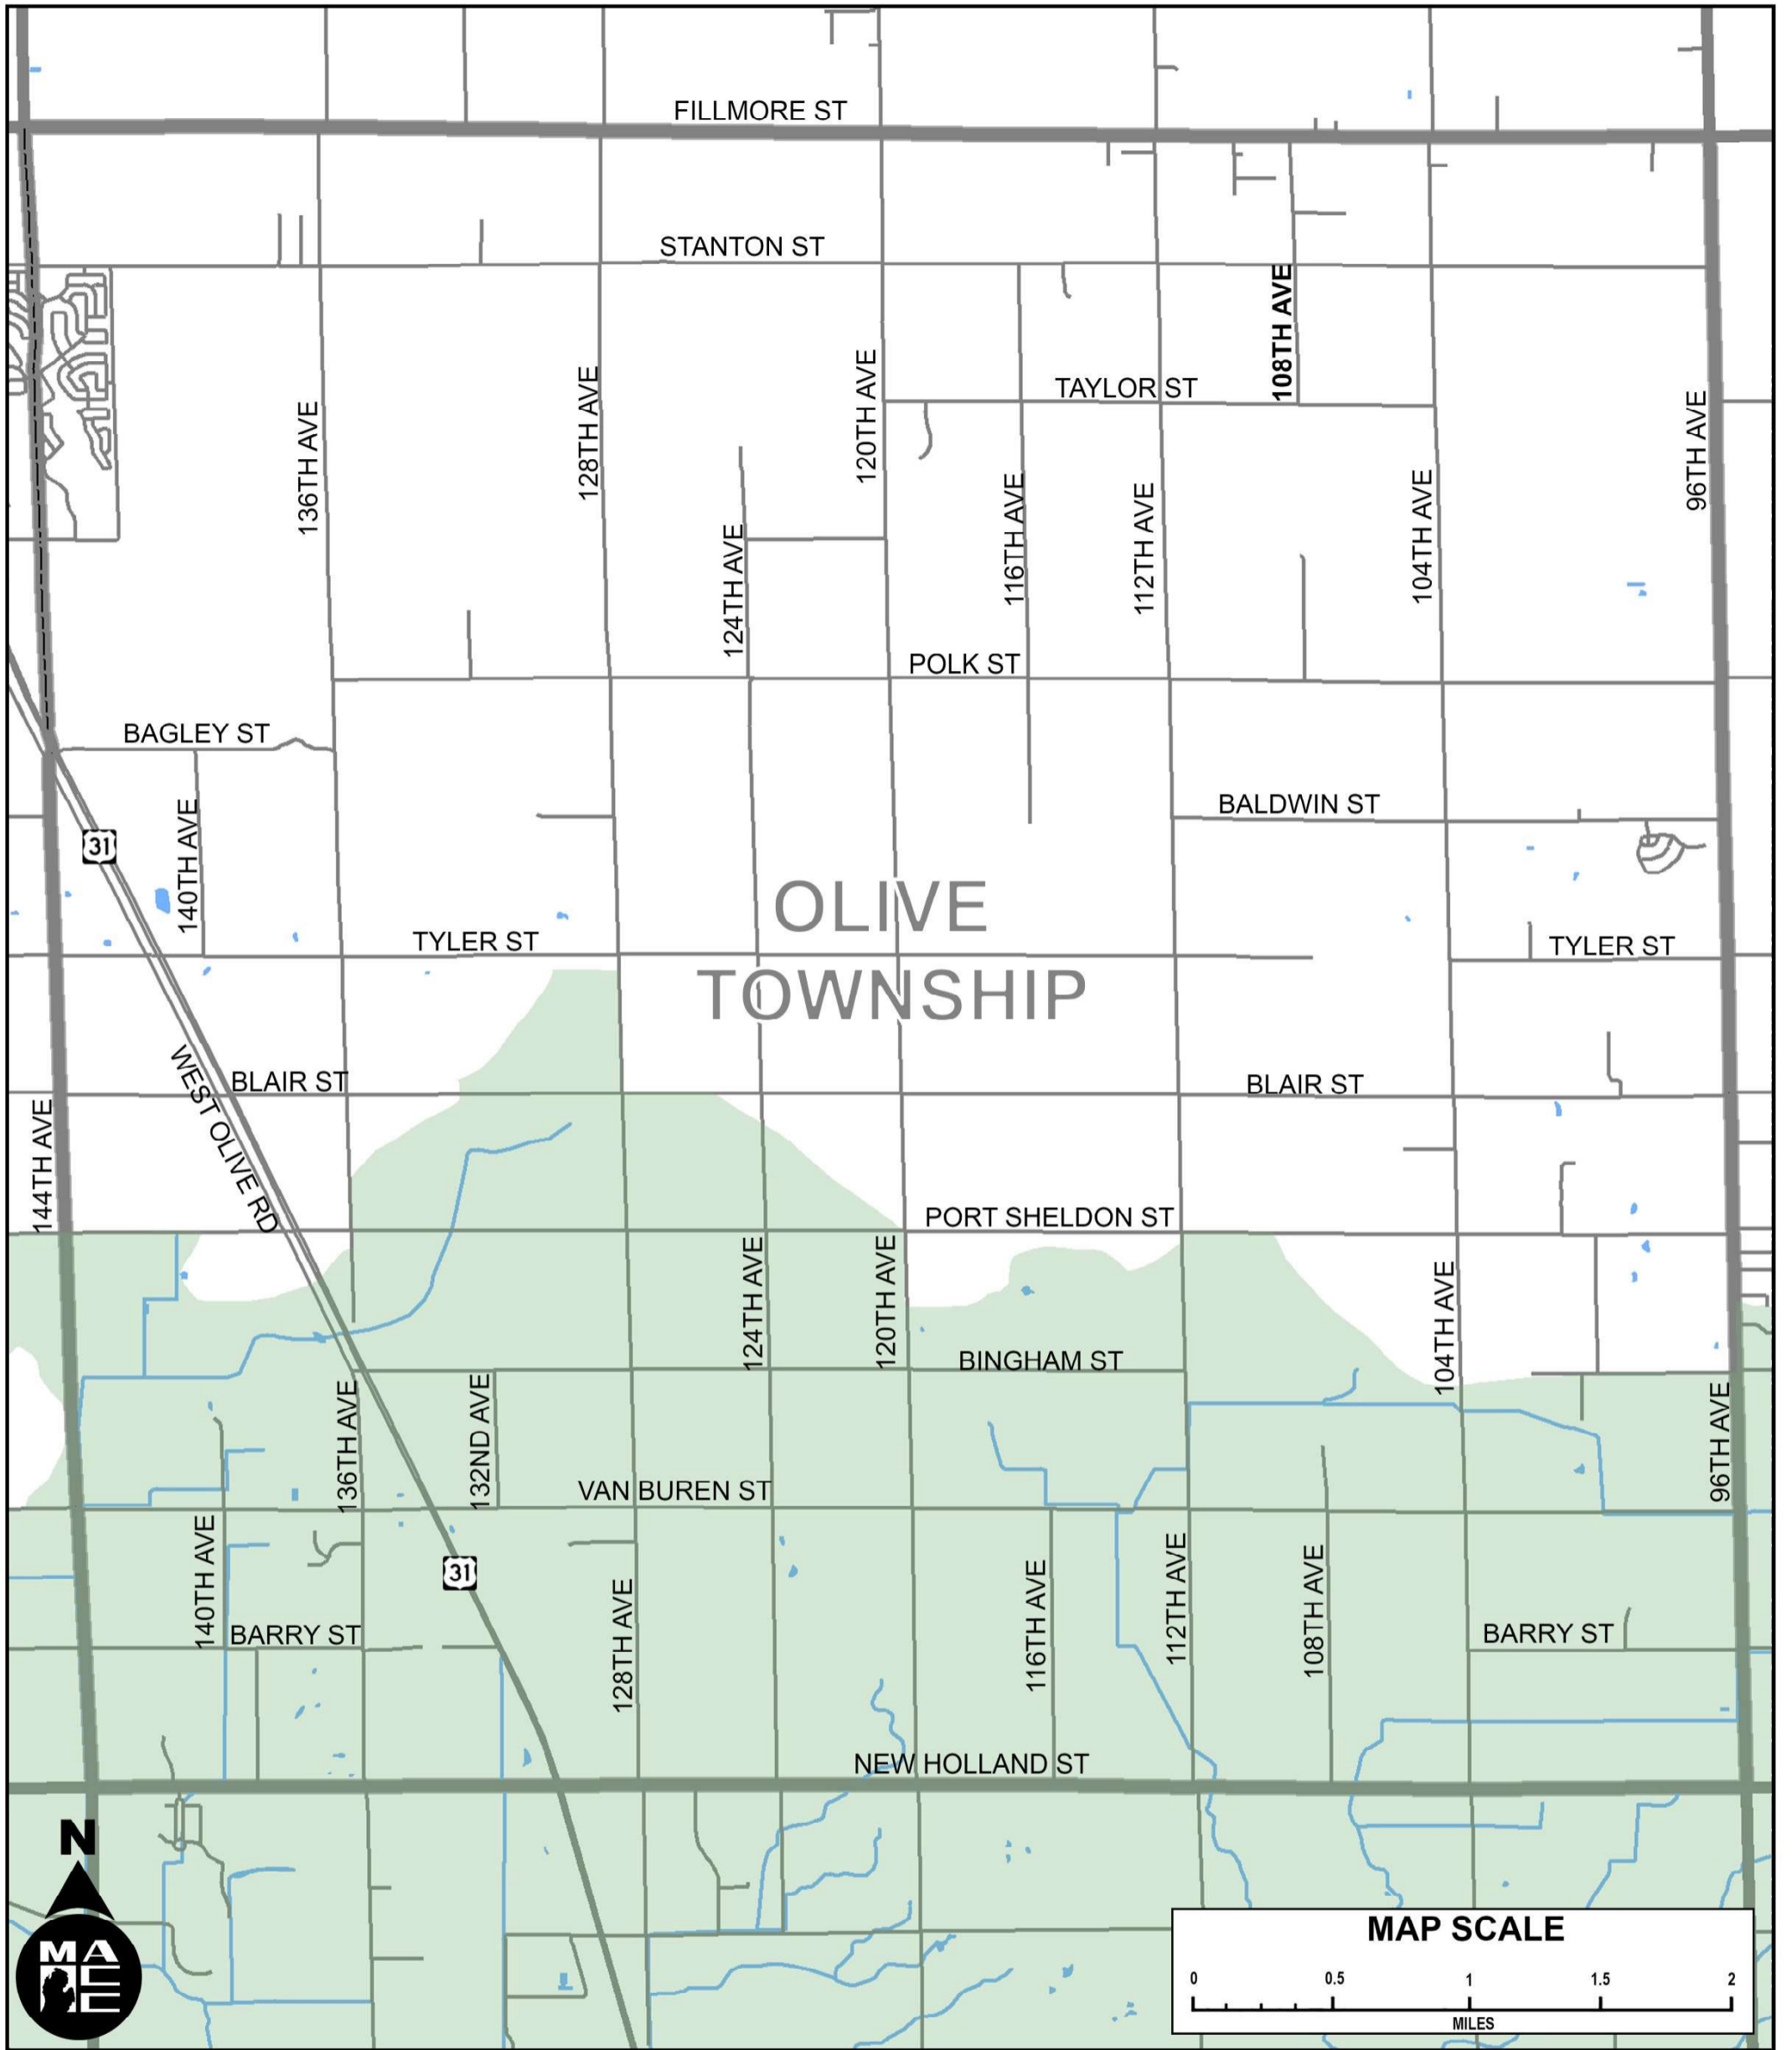 FILLMORE ST
STANTON ST
108TH AVE
TAYLOR ST
120TH AVE
128TH AVE
136TH AVE
96TH AVE
104TH AVE
116TH AVE
112TH AVE
124TH AVE
POLK ST
BAGLEY ST
BALDWIN ST
140TH AVE
31
OLIVE
TOWNSHIP
TYLER ST
TYLER ST
WEST OLIVE RD
BLAIR ST
BLAIR ST
144TH AVE
PORT SHELDON ST
124TH AVE
120TH AVE
104TH AVE
BINGHAM ST
136TH AVE
132ND AVE
96TH AVE
VAN BUREN ST
140TH AVE
31
112TH AVE
108TH AVE
116TH AVE
128TH AVE
BARRY ST
BARRY ST
NEW HOLLAND ST
N
MA
MAP SCALE
0 0.5 1 1.5 2
MILES